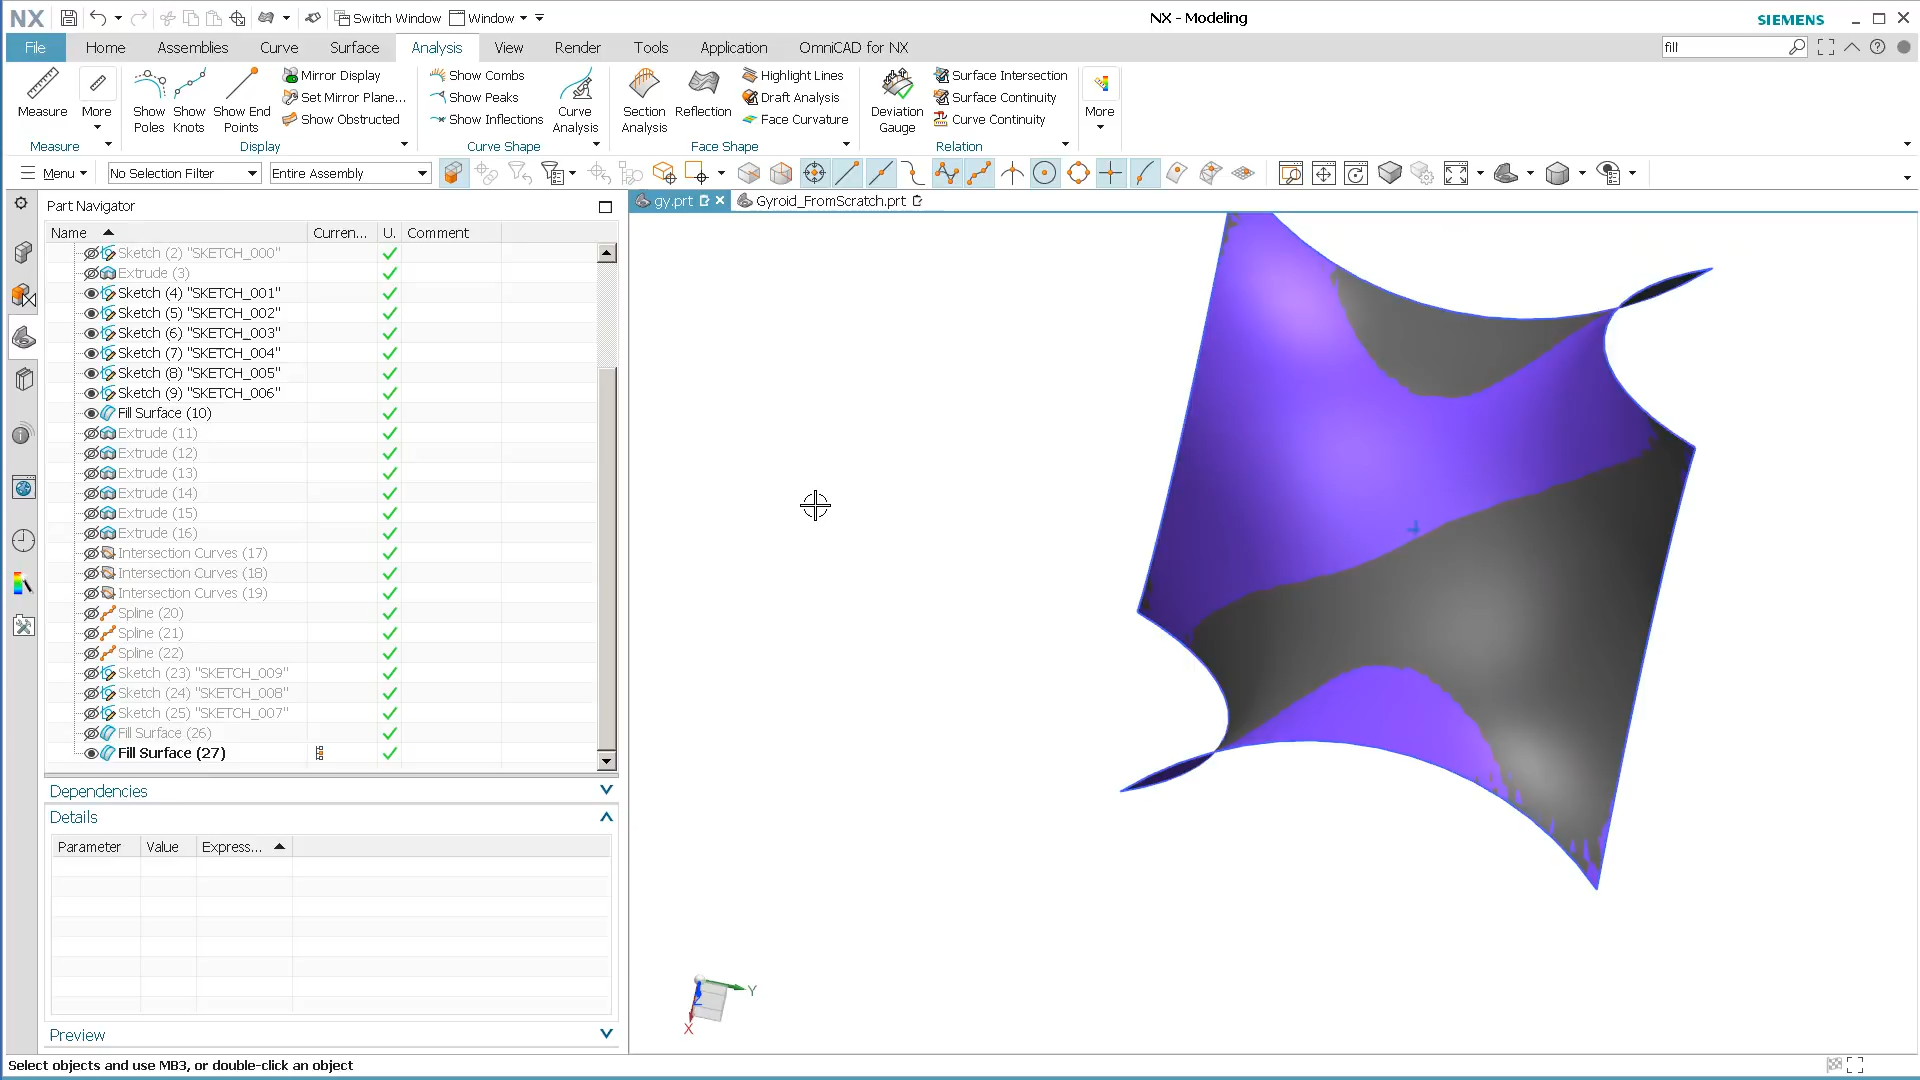 NX Switch Window Window NX - Modeling SIEMENS
File Home Assemblies Curve Surface Analysis View Render Tools Application OmniCAD for NX fill
Measure
More
Measure
Show Poles
Show Knots
Show End Points
Mirror Display
Set Mirror Plane...
Show Obstructed
Display
Show Combs
Show Peaks
Show Inflections
Curve Analysis
Curve Shape
Section Analysis
Reflection
Highlight Lines
Draft Analysis
Face Curvature
Face Shape
Deviation Gauge
Surface Intersection
Surface Continuity
Curve Continuity
Relation
More
Menu No Selection Filter Entire Assembly
Part Navigator
gy.prt Gyroid_FromScratch.prt
Name Curren... U. Comment
Sketch (2) "SKETCH_000"
Extrude (3)
Sketch (4) "SKETCH_001"
Sketch (5) "SKETCH_002"
Sketch (6) "SKETCH_003"
Sketch (7) "SKETCH_004"
Sketch (8) "SKETCH_005"
Sketch (9) "SKETCH_006"
Fill Surface (10)
Extrude (11)
Extrude (12)
Extrude (13)
Extrude (14)
Extrude (15)
Extrude (16)
Intersection Curves (17)
Intersection Curves (18)
Intersection Curves (19)
Spline (20)
Spline (21)
Spline (22)
Sketch (23) "SKETCH_009"
Sketch (24) "SKETCH_008"
Sketch (25) "SKETCH_007"
Fill Surface (26)
Fill Surface (27)
Dependencies
Details
Parameter Value Express...
Preview
Y
Z
X
Select objects and use MB3, or double-click an object